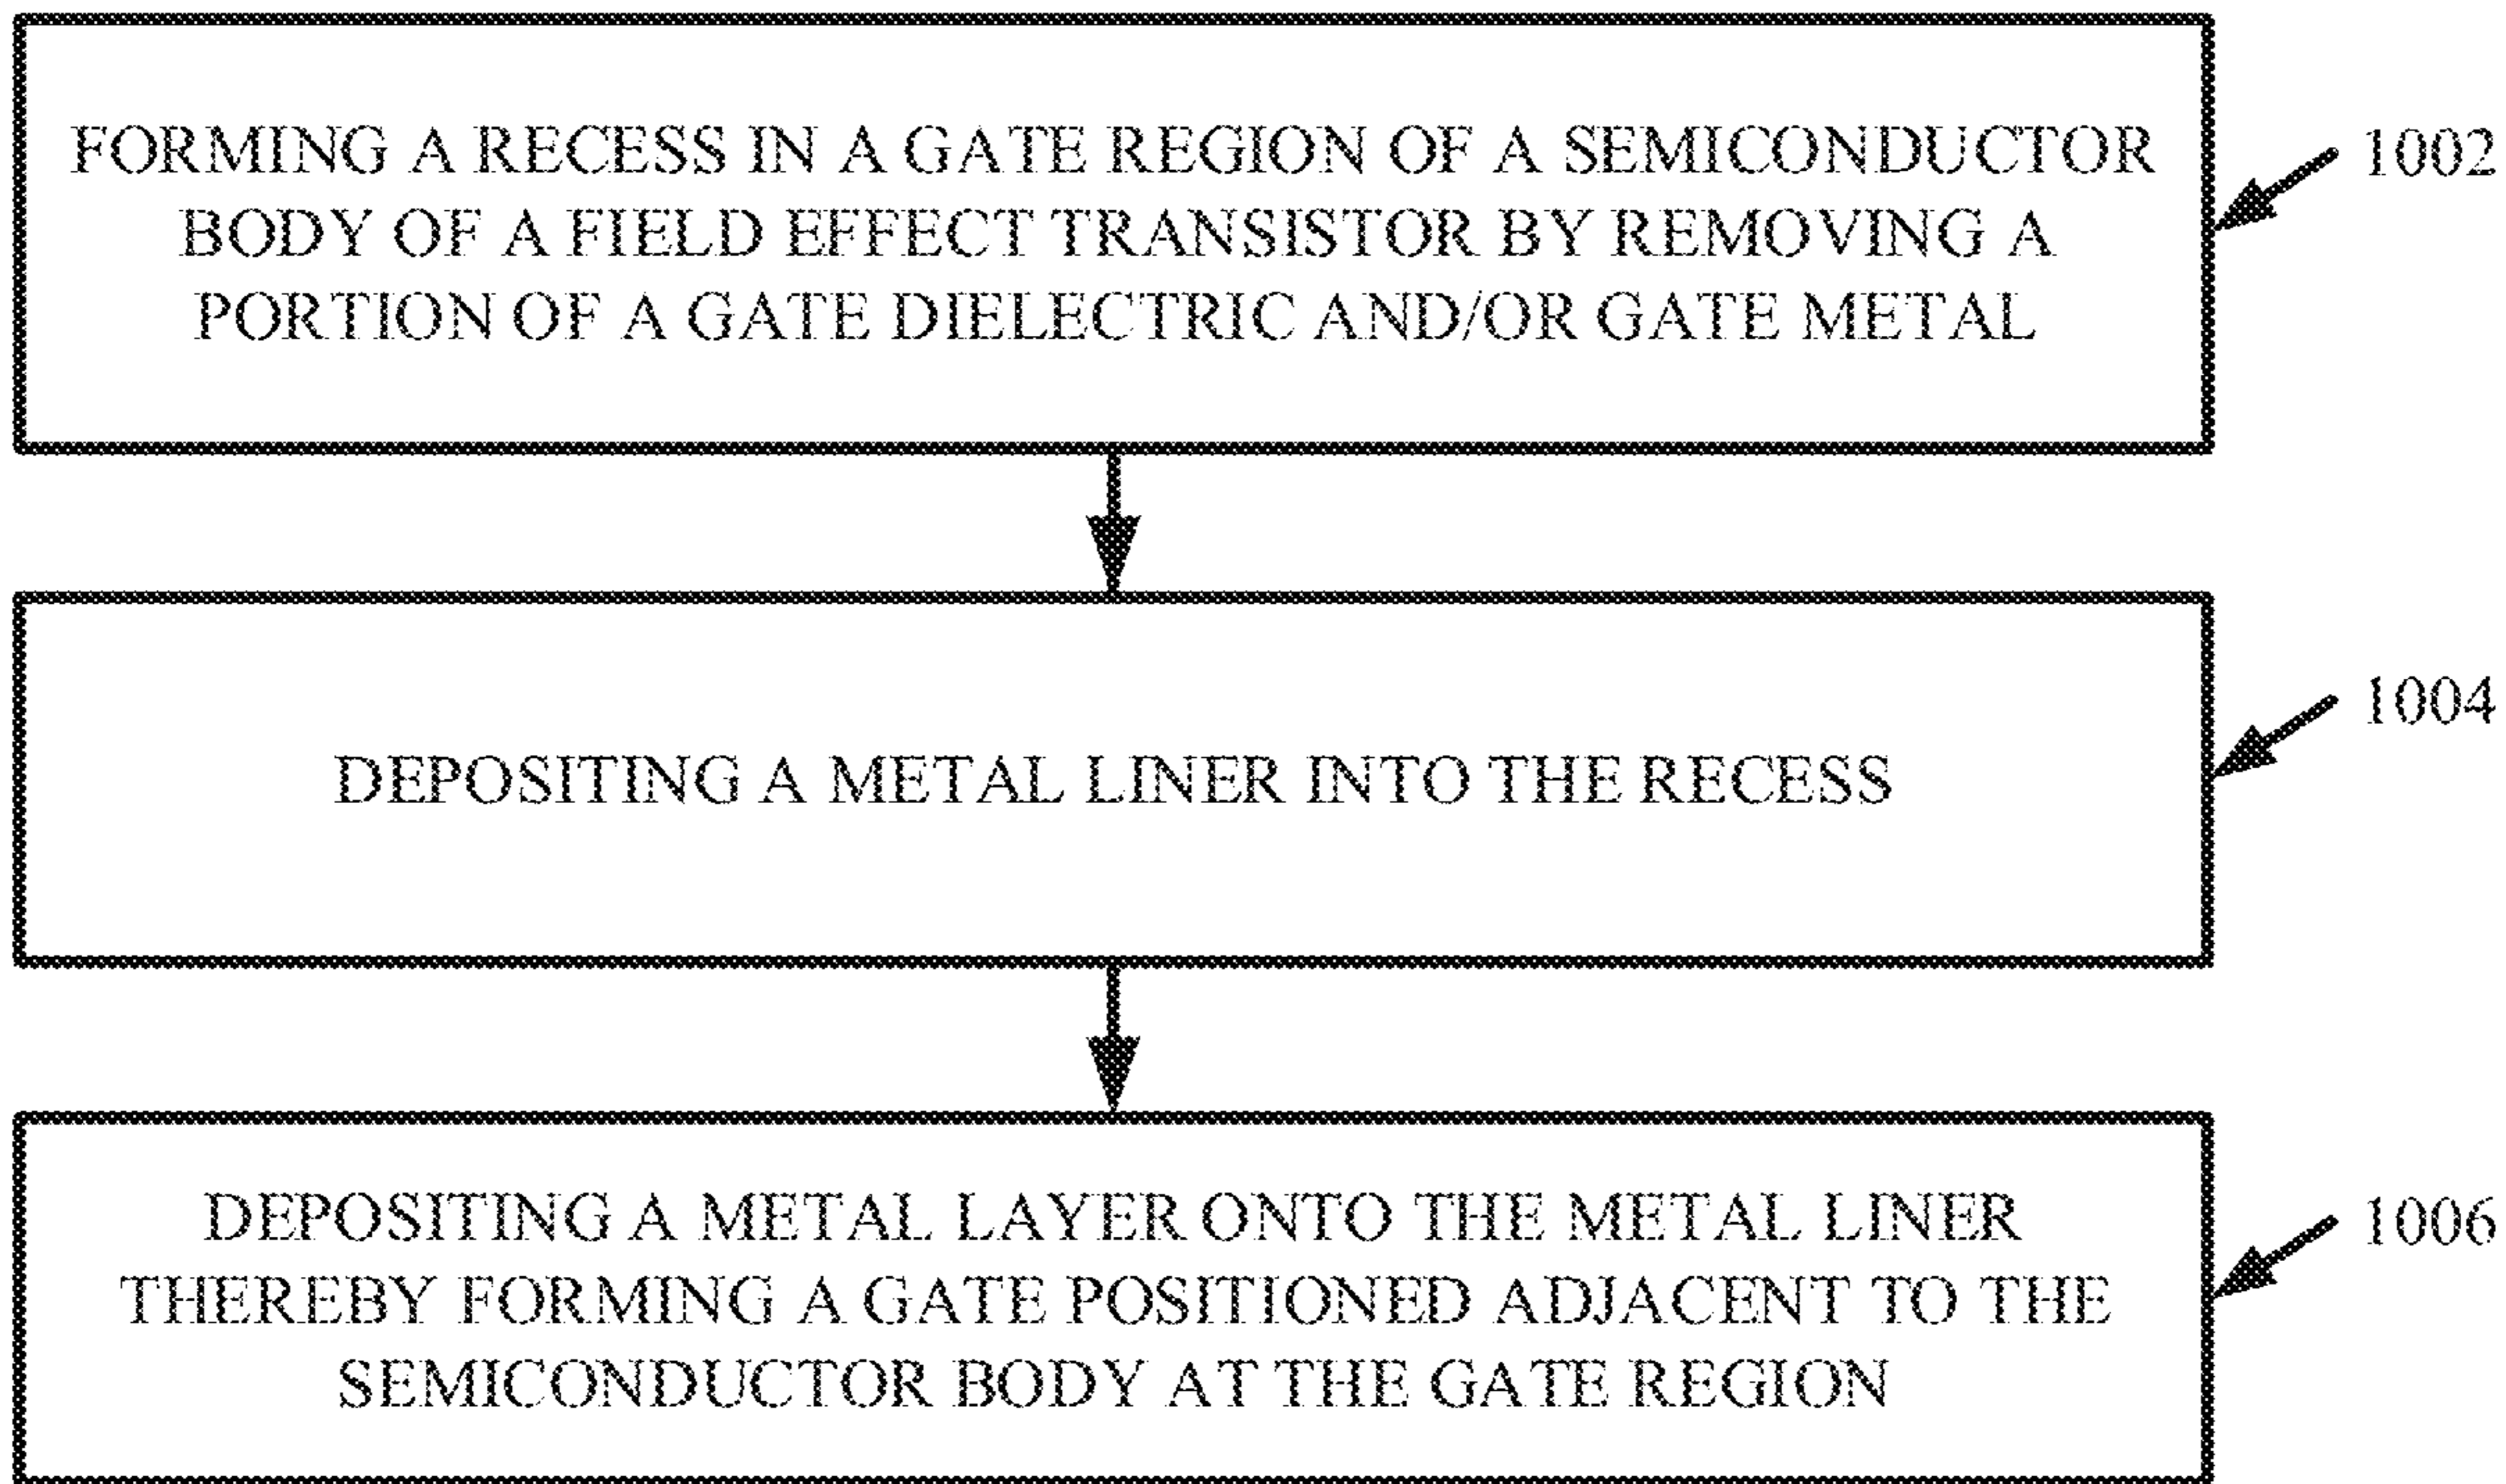 FORMING A RECESS IN A GATE REGION OF A SEMICONDUCTOR
BODY OF A FIELD EFFECT TRANSISTOR BY REMOVING A
PORTION OF A GATE DIELECTRIC AND/OR GATE METAL
1002
DEPOSITING A METAL LINER INTO THE RECESS
1004
DEPOSITING A METAL LAYER ONTO THE METAL LINER
THEREBY FORMING A GATE POSITIONED ADJACENT TO THE
SEMICONDUCTOR BODY AT THE GATE REGION
1006